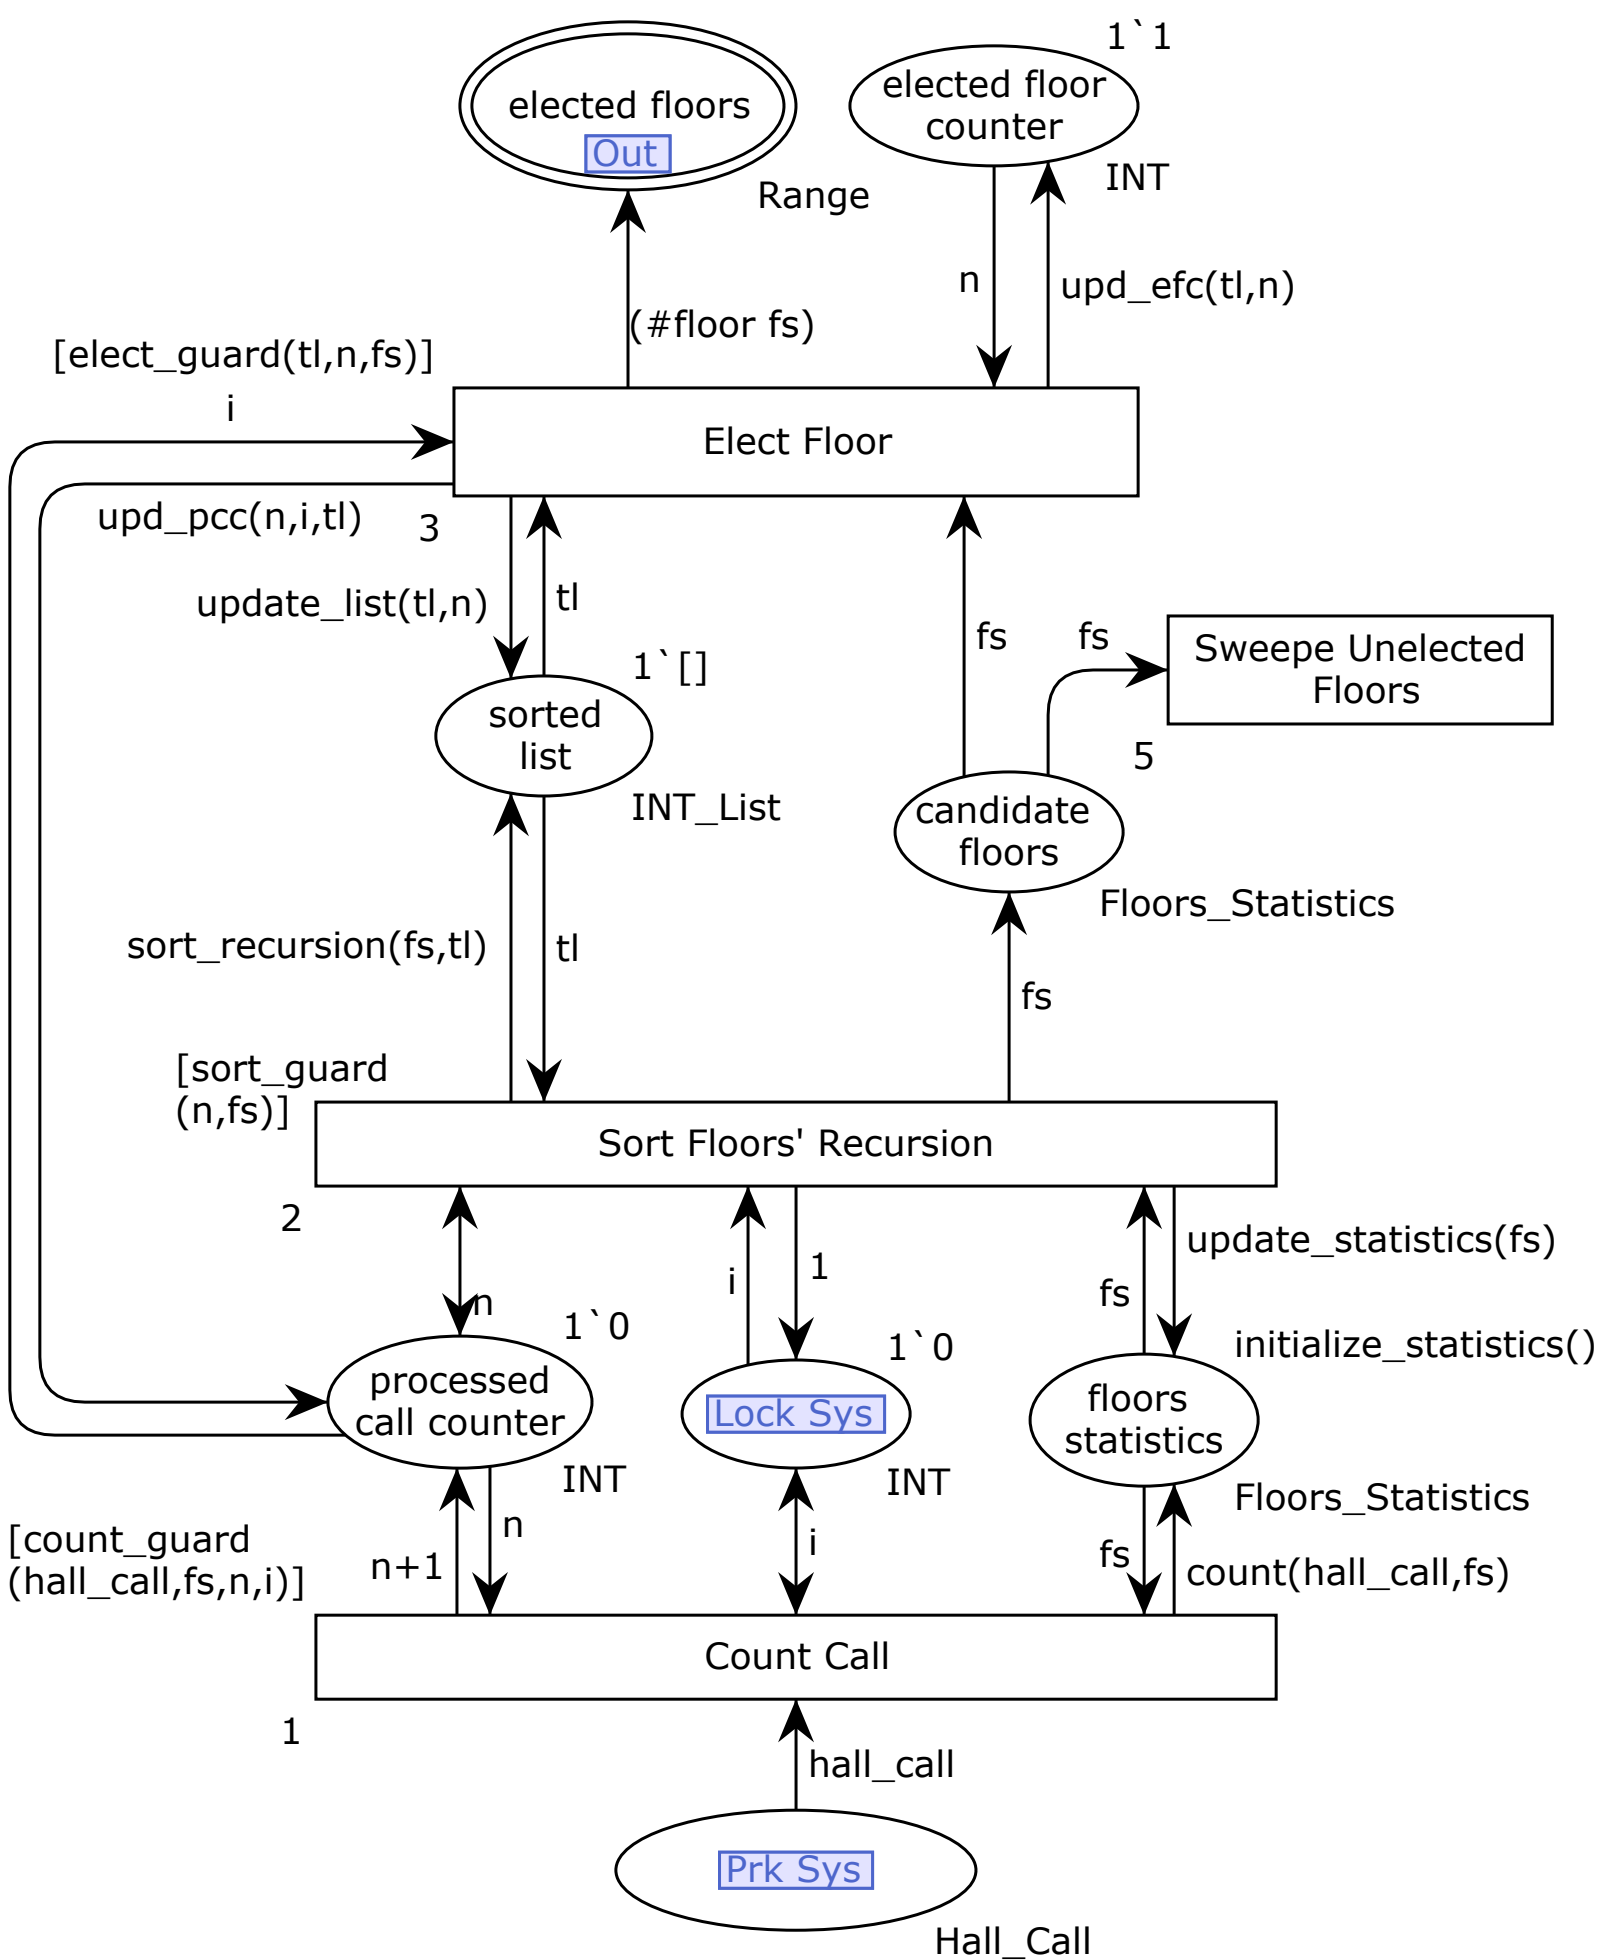 1`1
elected floor
counter
elected floors
Out
INT
Range
n
upd_efc(tl,n)
(#floor fs)
[elect_guard(tl,n,fs)]
i
Elect Floor
upd_pcc(n,i,tl)
3
update_list(tl,n)
tl
fs
fs
Sweepe Unelected
Floors
1`[]
sorted
list
5
INT_List
candidate
floors
Floors_Statistics
sort_recursion(fs,tl)
tl
fs
[sort_guard
(n,fs)]
Sort Floors' Recursion
2
n
i
1
fs
update_statistics(fs)
1`0
1`0
initialize_statistics()
processed
call counter
Lock Sys
floors
statistics
INT
INT
Floors_Statistics
[count_guard
(hall_call,fs,n,i)]
n+1
n
i
fs
count(hall_call,fs)
Count Call
1
hall_call
Prk Sys
Hall_Call